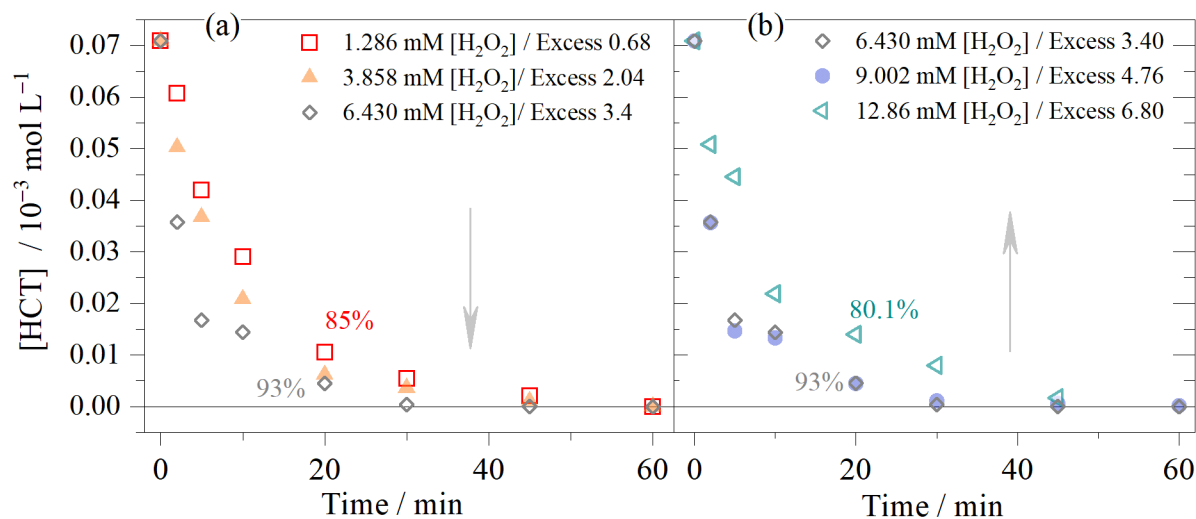 (a)
1.286 mM [H₂O₂] / Excess 0.68
3.858 mM [H₂O₂] / Excess 2.04
6.430 mM [H₂O₂]/ Excess 3.4
85%
93%
(b)
6.430 mM [H₂O₂] / Excess 3.40
9.002 mM [H₂O₂] / Excess 4.76
12.86 mM [H₂O₂] / Excess 6.80
80.1%
93%
[HCT] / 10⁻³ mol L⁻¹
0.07
0.06
0.05
0.04
0.03
0.02
0.01
0.00
0 20 40 60
0 20 40 60
Time / min
Time / min